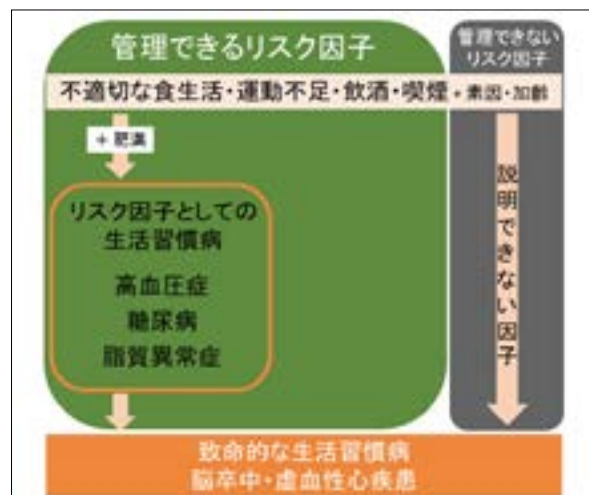 管理できるリスク因子
管理できない
リスク因子
不適切な食生活・運動不足・飲酒・喫煙 + 素因・加齢
+ 肥満
リスク因子としての
生活習慣病
高血圧症
糖尿病
脂質異常症
説明できない因子
致命的な生活習慣病
脳卒中・虚血性心疾患